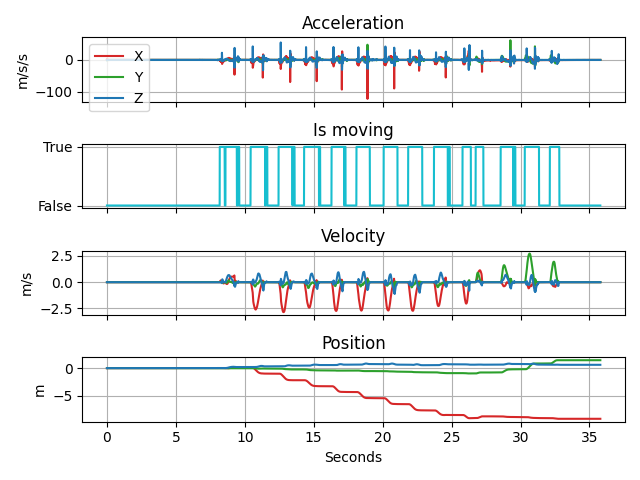 Acceleration
m/s/s
0
−100
X
Y
Z
Is moving
True
False
Velocity
m/s
2.5
0.0
−2.5
Position
m
0
−5
0 5 10 15 20 25 30 35
Seconds